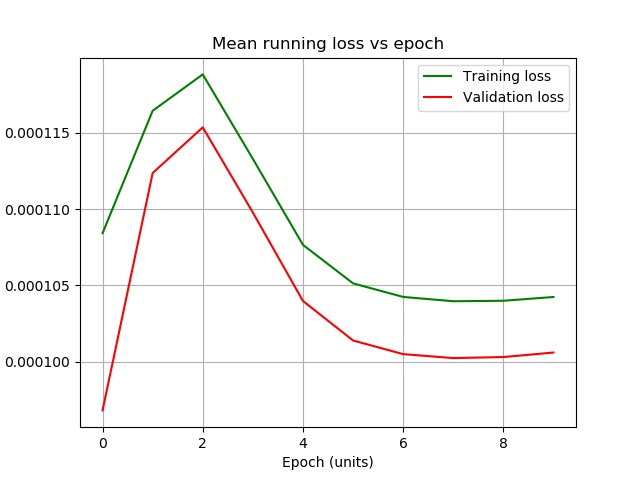 Mean running loss vs epoch
Training loss
Validation loss
0.000115
0.000110
0.000105
0.000100
0 2 4 6 8
Epoch (units)